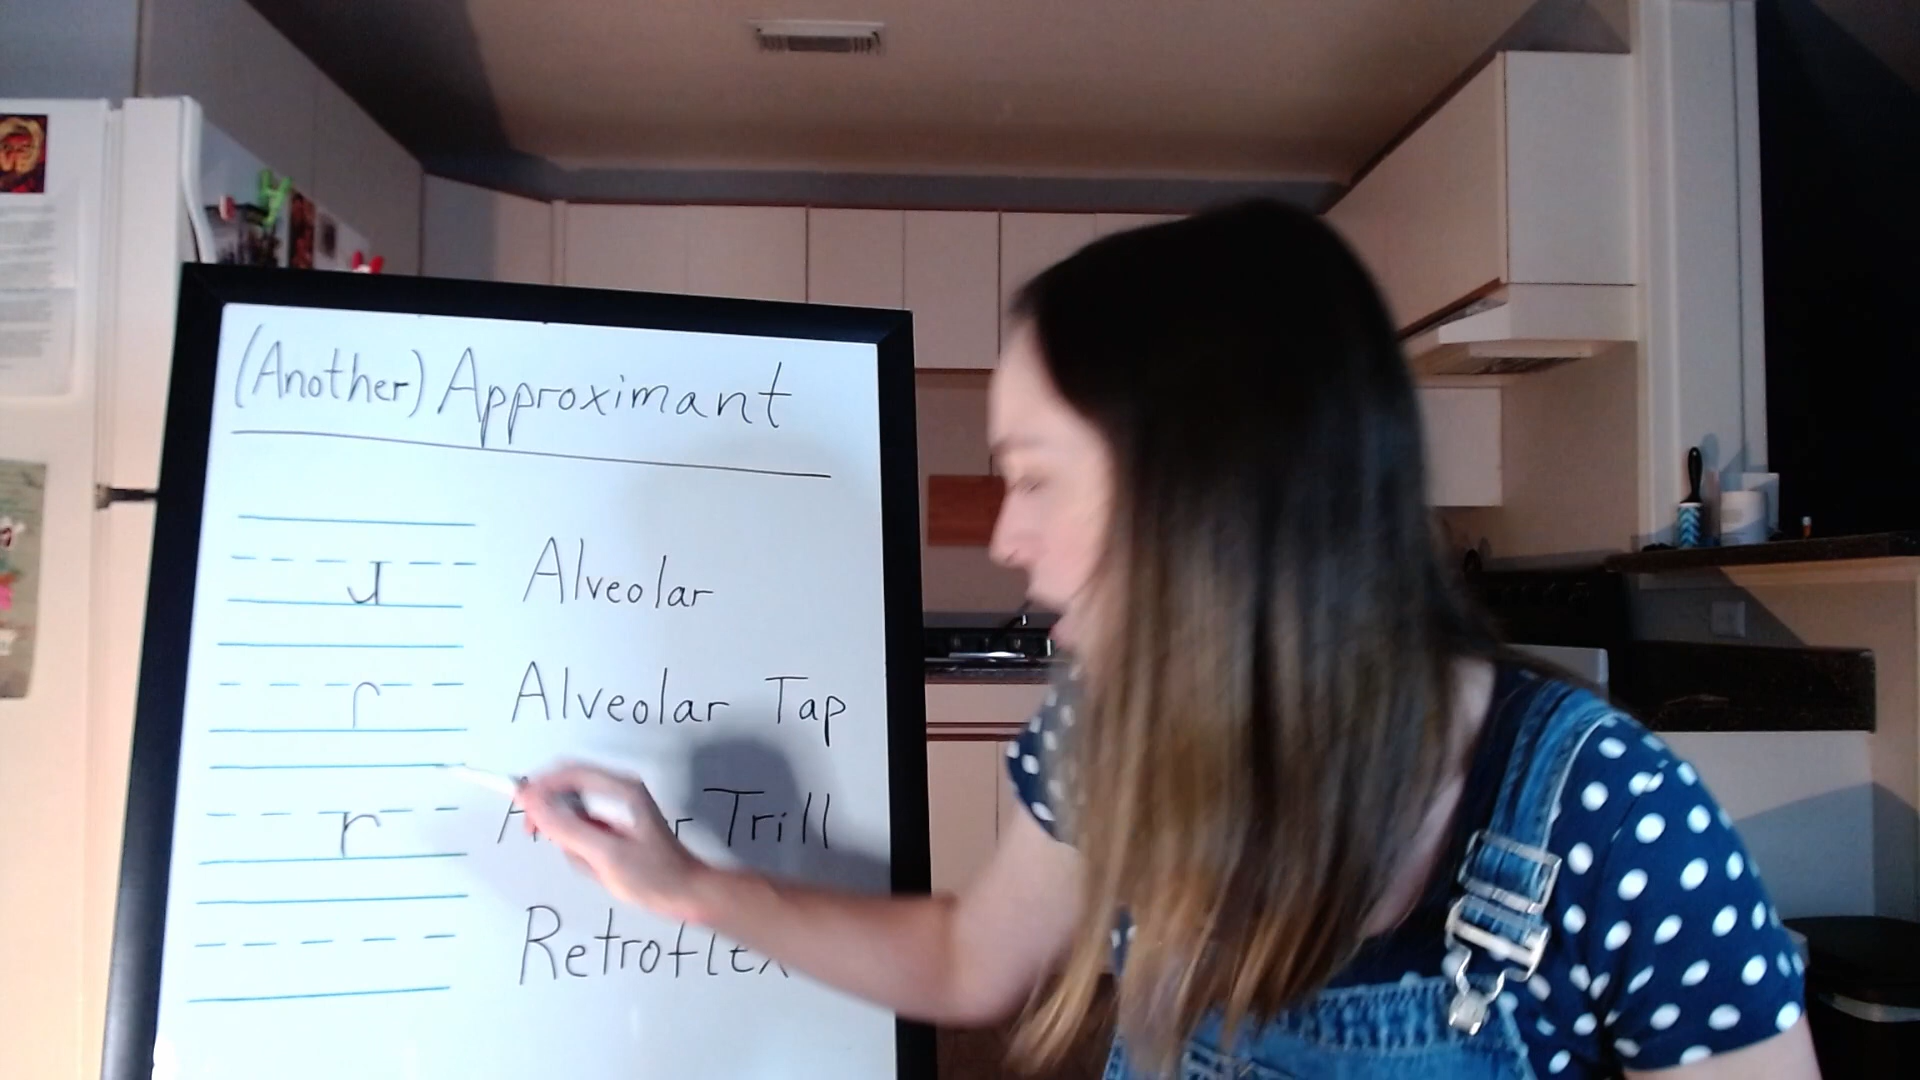 (Another) Approximant
ɹ Alveolar
ɾ Alveolar Tap
r Trill
Retroflex